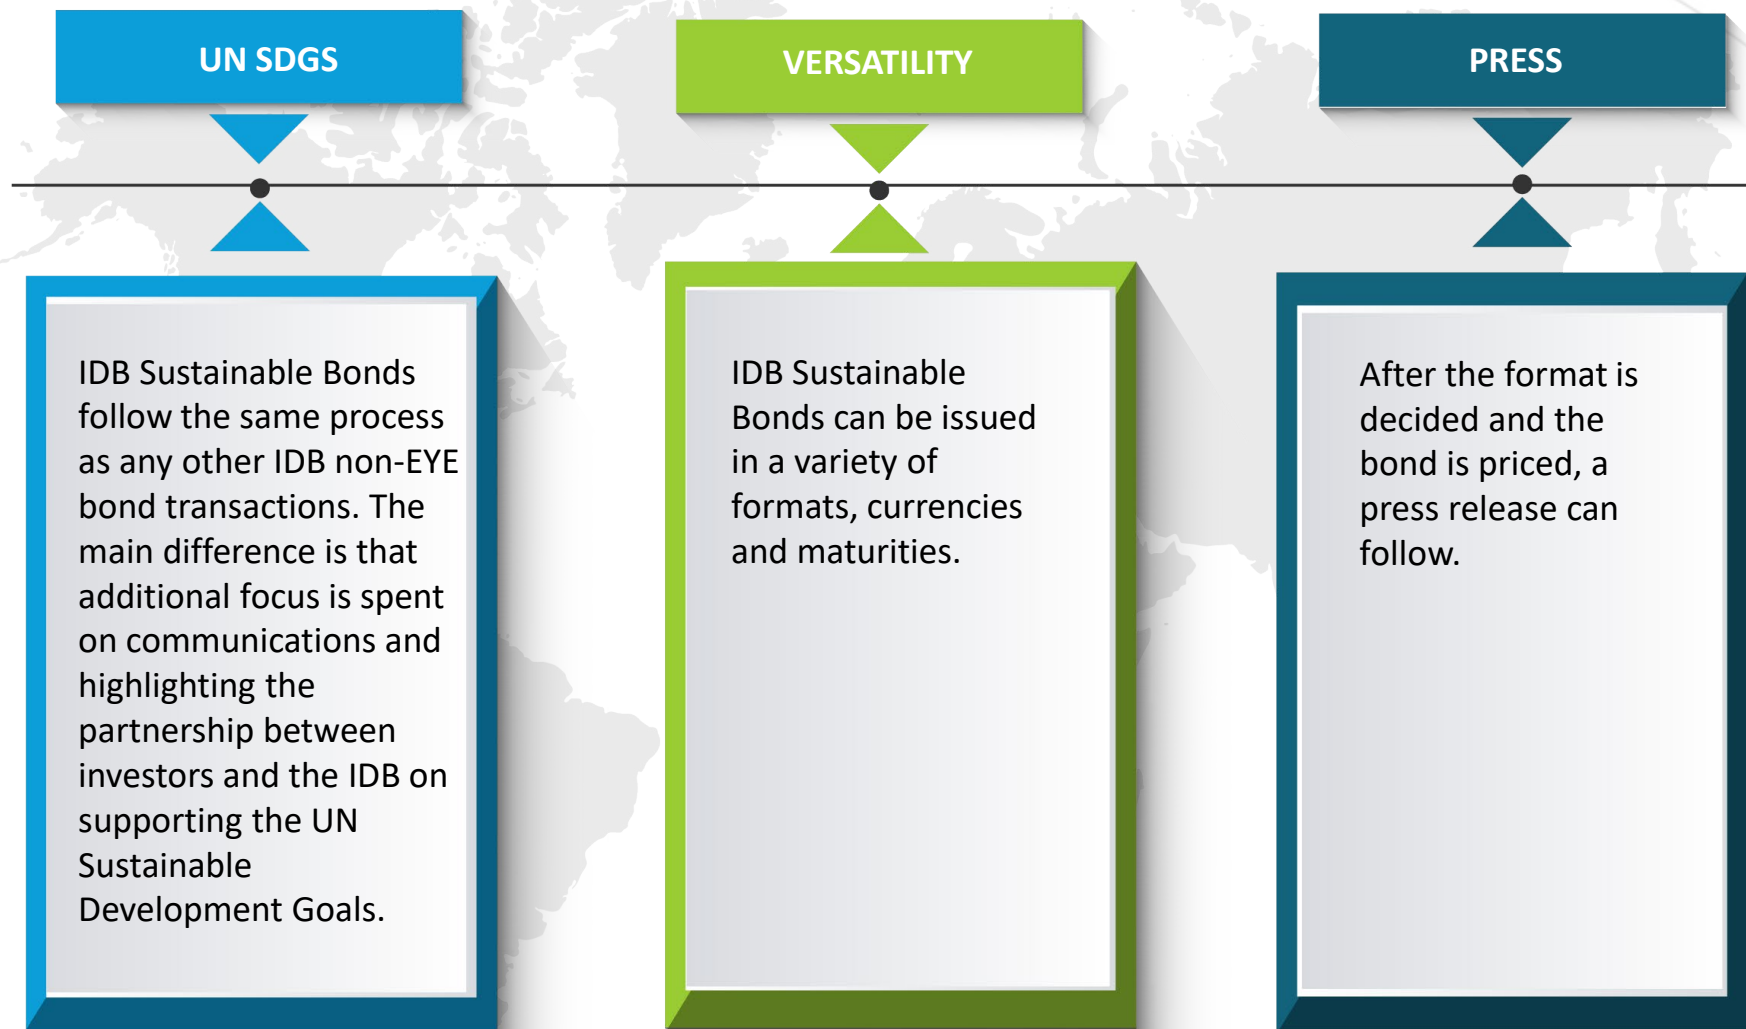 UN SDGS
IDB Sustainable Bonds
follow the same process
as any other IDB non-EYE
bond transactions. The
main difference is that
additional focus is spent
on communications and
highlighting the
partnership between
investors and the IDB on
supporting the UN
Sustainable
Development Goals.
VERSATILITY
IDB Sustainable
Bonds can be issued
in a variety of
formats, currencies
and maturities.
PRESS
After the format is
decided and the
bond is priced, a
press release can
follow.